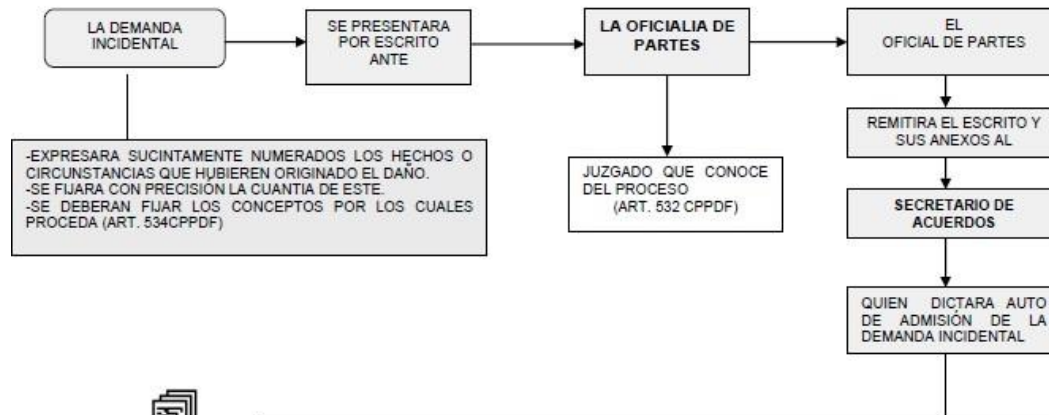 LA DEMANDA
INCIDENTAL
SE PRESENTARA
POR ESCRITO
ANTE
LA OFICIALIA DE
PARTES
EL
OFICIAL DE PARTES
-EXPRESARA SUCINTAMENTE NUMERADOS LOS HECHOS O
CIRCUNSTANCIAS QUE HUBIEREN ORIGINADO EL DAÑO.
-SE FIJARA CON PRECISIÓN LA CUANTIA DE ESTE.
-SE DEBERAN FIJAR LOS CONCEPTOS POR LOS CUALES
PROCEDA (ART. 534CPPDF)
JUZGADO QUE CONOCE
DEL PROCESO
(ART. 532 CPPDF)
REMITIRA EL ESCRITO Y
SUS ANEXOS AL
SECRETARIO DE
ACUERDOS
QUIEN DICTARA AUTO
DE ADMISIÓN DE LA
DEMANDA INCIDENTAL